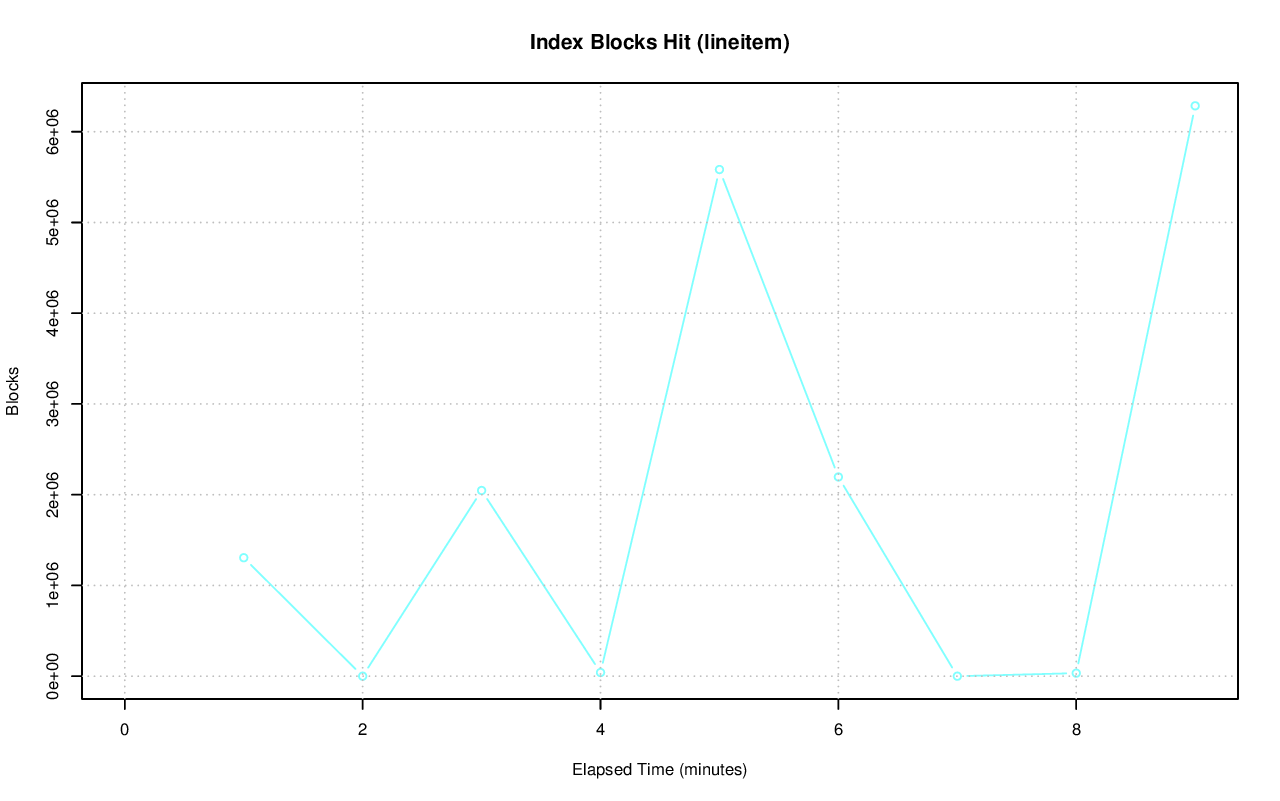 Index Blocks Hit (lineitem)
Blocks
6e+06
5e+06
4e+06
3e+06
2e+06
1e+06
0e+00
0 2 4 6 8
Elapsed Time (minutes)